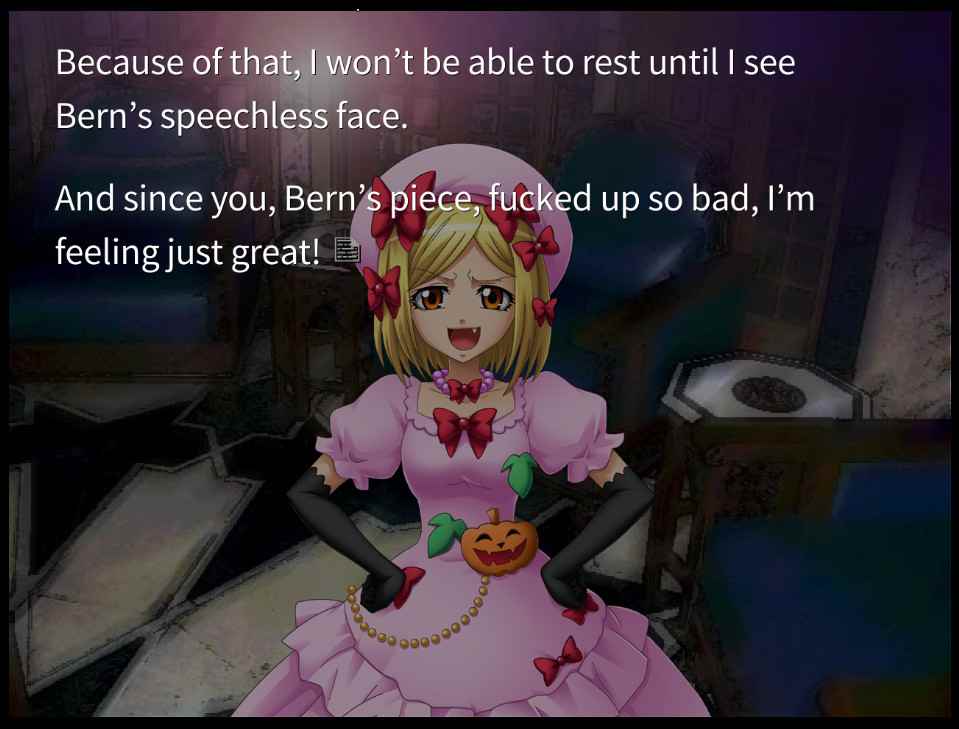 Because of that, I won’t be able to rest until I see
Bern’s speechless face.
And since you, Bern’s piece, fucked up so bad, I’m
feeling just great!